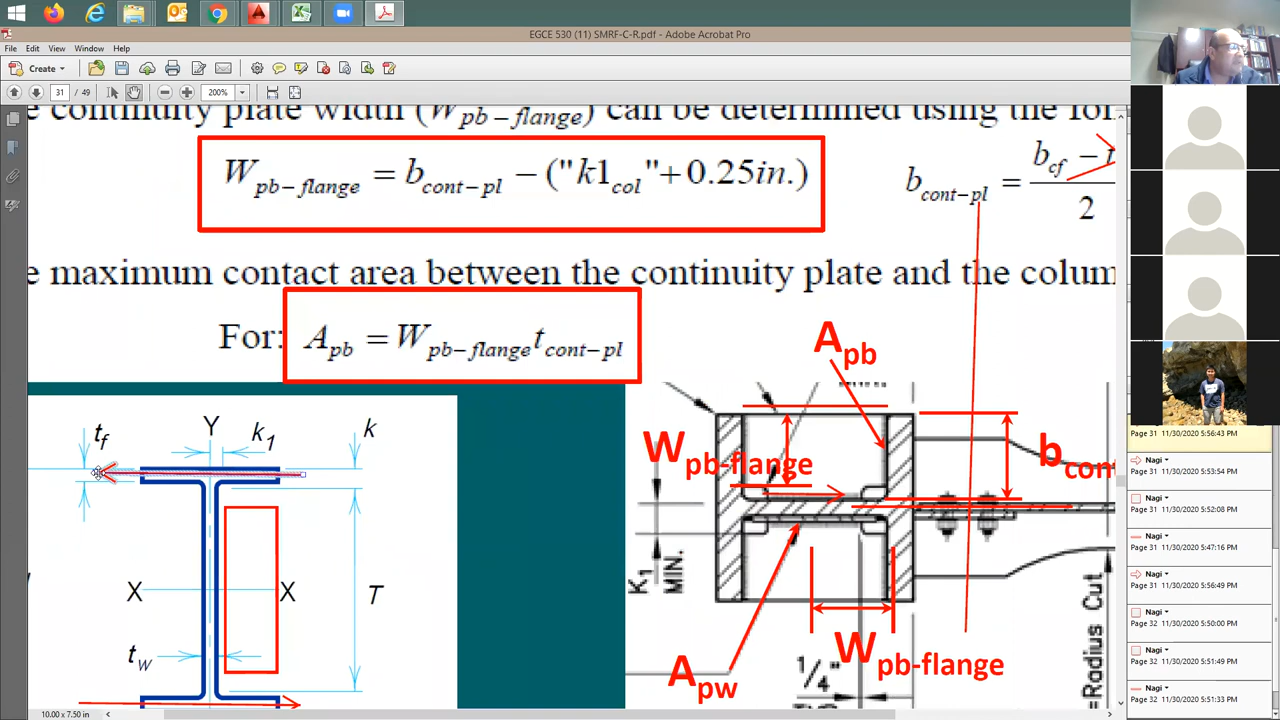 EGCE 530 (11) SMRF-C-R.pdf - Adobe Acrobat Pro
File Edit View Window Help
Create
31 / 49 200%
e continuity plate width (W pb-flange) can be determined using the for
W pb-flange = b cont-pl - ("k1 col"+0.25in.)
b cont-pl = b cf - t
2
e maximum contact area between the continuity plate and the colum
For: A pb = W pb-flange t cont-pl
A pb
t f
Y
k 1
k
W pb-flange
b con
X
X
T
K 1
MIN.
t W
W pb-flange
A pw
1/4"
=Radius Cut
Page 31 11/30/2020 5:56:43 PM
Nagi
Page 31 11/30/2020 5:53:54 PM
Nagi
Page 31 11/30/2020 5:52:08 PM
Nagi
Page 31 11/30/2020 5:47:16 PM
Nagi
Page 31 11/30/2020 5:56:49 PM
Nagi
Page 32 11/30/2020 5:50:00 PM
Nagi
Page 32 11/30/2020 5:51:49 PM
Nagi
Page 32 11/30/2020 5:51:33 PM
10.00 x 7.50 in